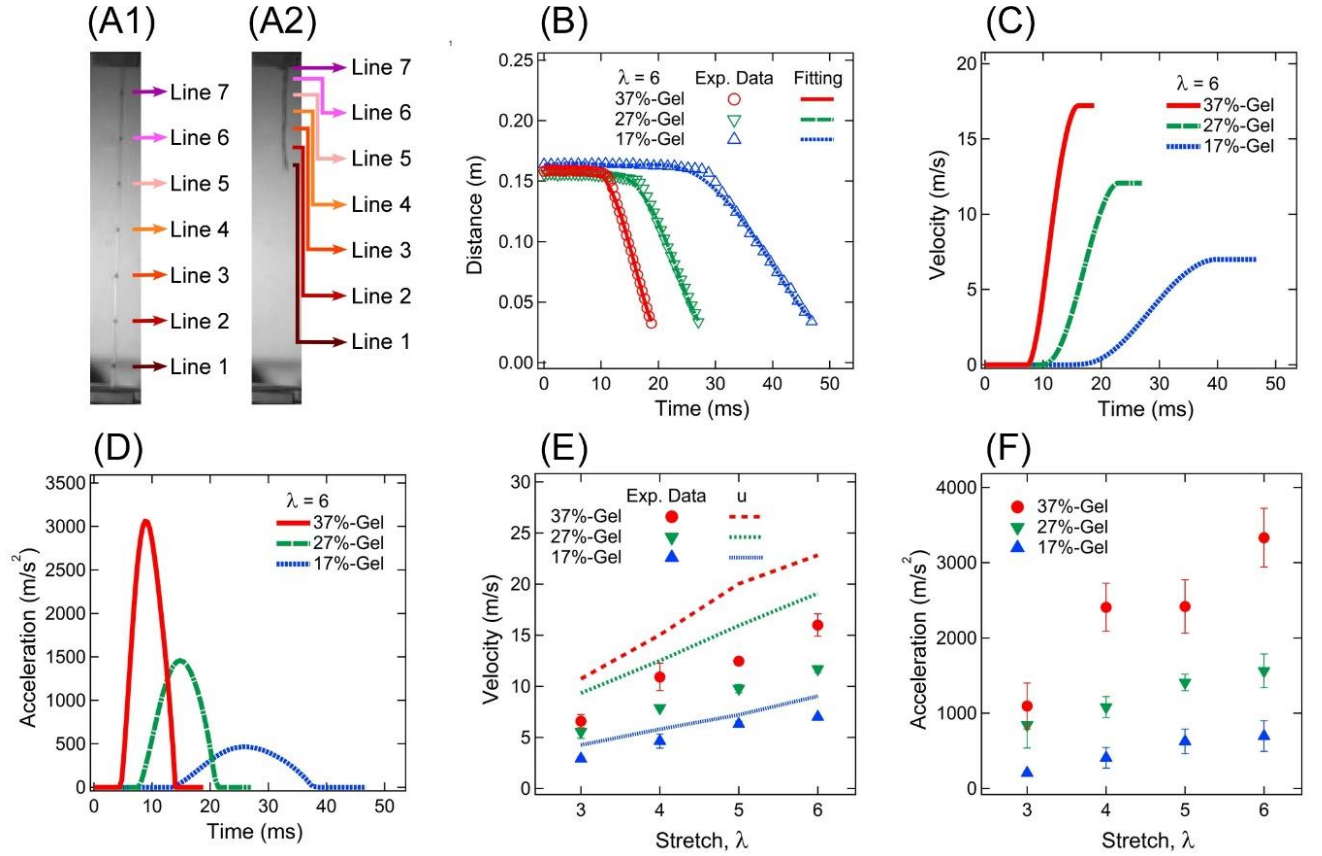 (A1)
(A2)
Line 7
Line 6
Line 5
Line 4
Line 3
Line 2
Line 1
Line 7
Line 6
Line 5
Line 4
Line 3
Line 2
Line 1
(B)
0.25
0.20
0.15
0.10
0.05
0.00
Distance (m)
λ = 6 Exp. Data Fitting
37%-Gel
27%-Gel
17%-Gel
0 10 20 30 40 50
Time (ms)
(C)
20
15
10
5
0
Velocity (m/s)
λ = 6
37%-Gel
27%-Gel
17%-Gel
0 10 20 30 40 50
Time (ms)
(D)
3500
3000
2500
2000
1500
1000
500
0
Acceleration (m/s²)
λ = 6
37%-Gel
27%-Gel
17%-Gel
0 10 20 30 40 50
Time (ms)
(E)
30
25
20
15
10
5
0
Velocity (m/s)
Exp. Data u
37%-Gel
27%-Gel
17%-Gel
3 4 5 6
Stretch, λ
(F)
4000
3000
2000
1000
0
Acceleration (m/s²)
37%-Gel
27%-Gel
17%-Gel
3 4 5 6
Stretch, λ